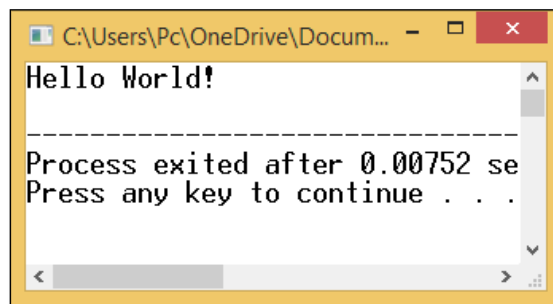 C:\Users\Pc\OneDrive\Docum...
Hello World!
--------------------------------
Process exited after 0.00752 se
Press any key to continue . . .